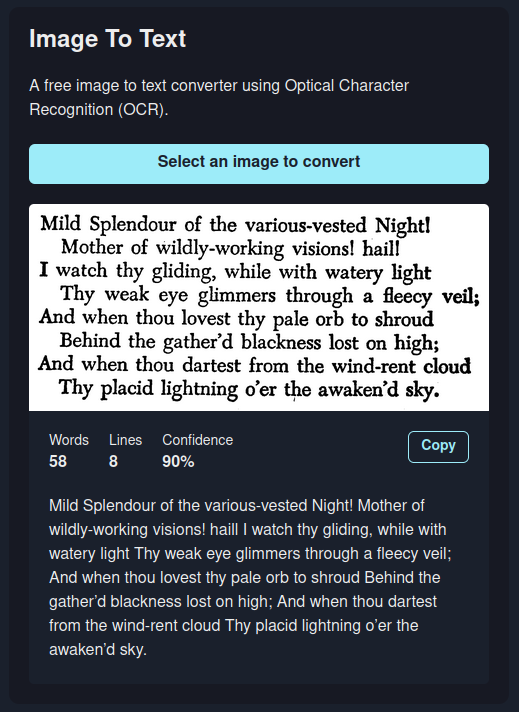 Image To Text
A free image to text converter using Optical Character
Recognition (OCR).
Select an image to convert
Mild Splendour of the various-vested Night!
Mother of wildly-working visions! hail!
I watch thy gliding, while with watery light
Thy weak eye glimmers through a fleecy veil;
And when thou lovest thy pale orb to shroud
Behind the gather’d blackness lost on high;
And when thou dartest from the wind-rent cloud
Thy placid lightning o’er the awaken’d sky.
Words Lines Confidence
58 8 90%
Copy
Mild Splendour of the various-vested Night! Mother of
wildly-working visions! haill I watch thy gliding, while with
watery light Thy weak eye glimmers through a fleecy veil;
And when thou lovest thy pale orb to shroud Behind the
gather’d blackness lost on high; And when thou dartest
from the wind-rent cloud Thy placid lightning o’er the
awaken’d sky.